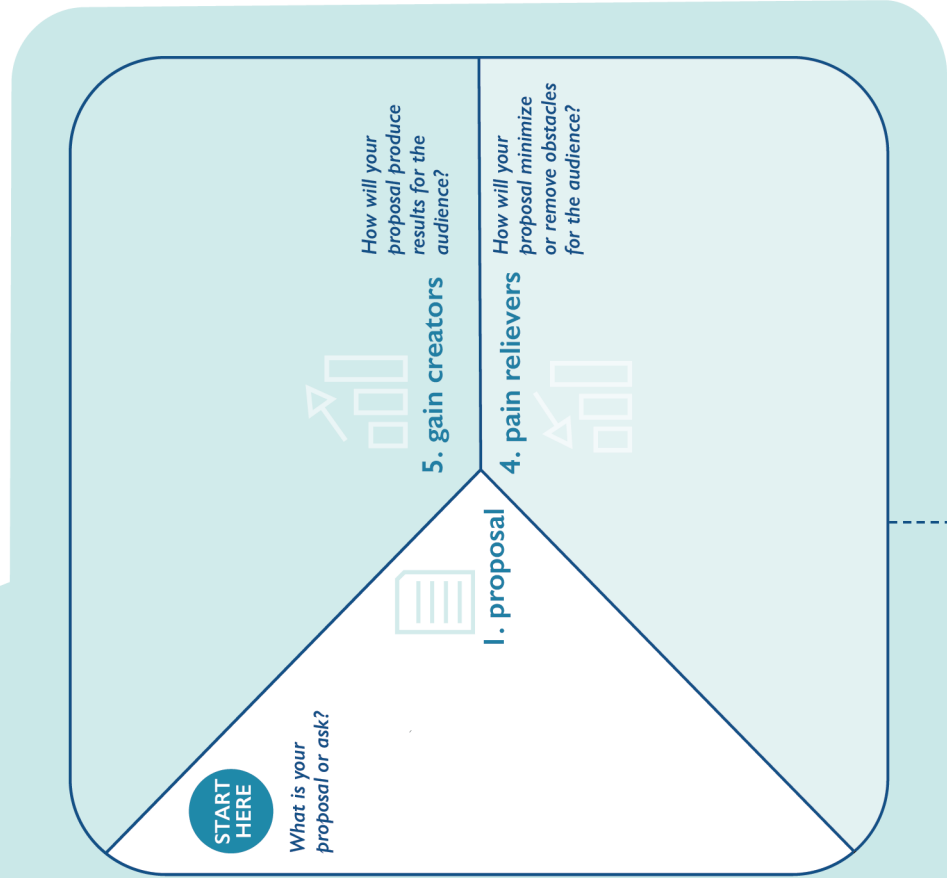 START
HERE
What is your
proposal or ask?
1. proposal
5. gain creators
How will your
proposal produce
results for the
audience?
4. pain relievers
How will your
proposal minimize
or remove obstacles
for the audience?